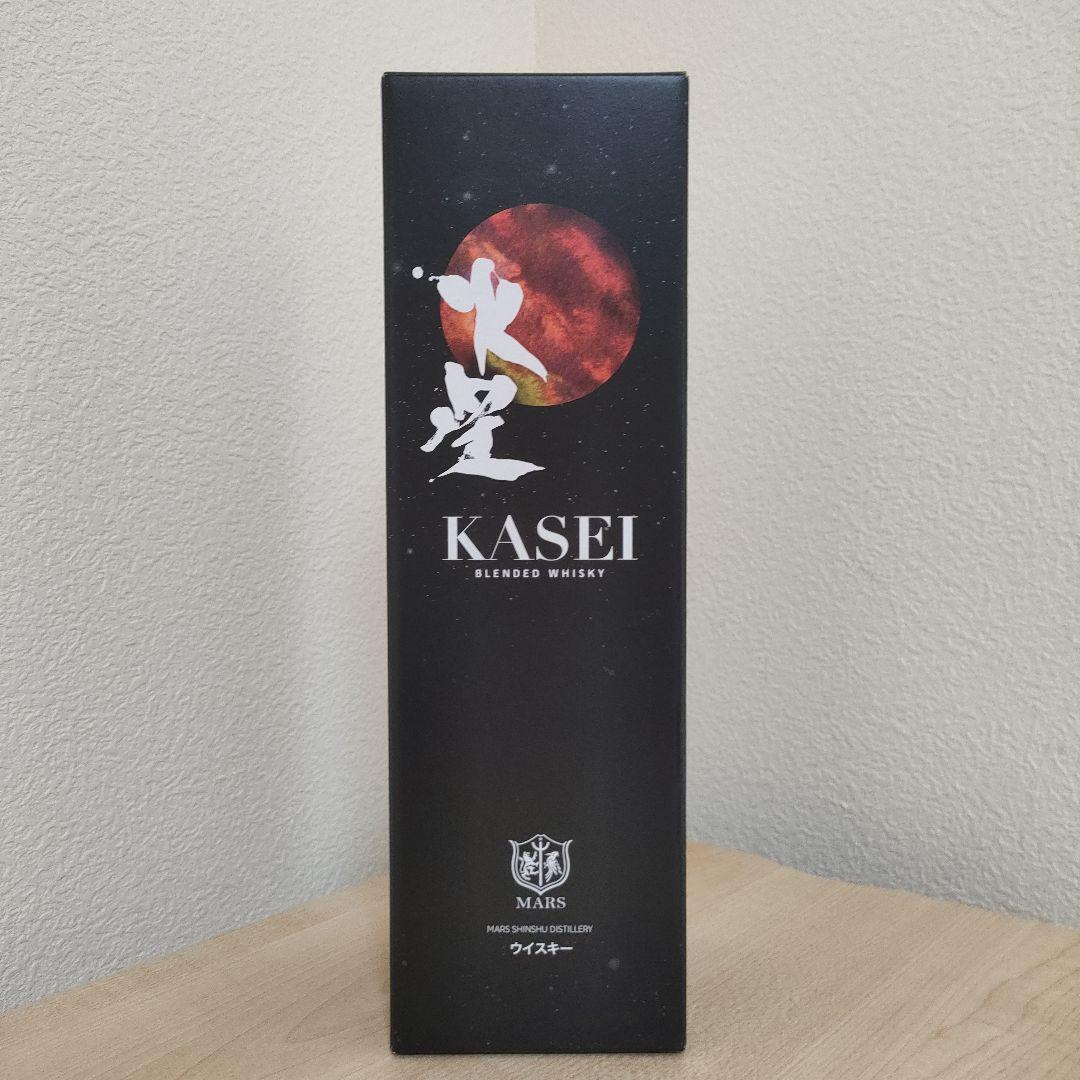 火星
KASEI
BLENDED WHISKY
MARS
MARS SHINSHU DISTILLERY
ウイスキー